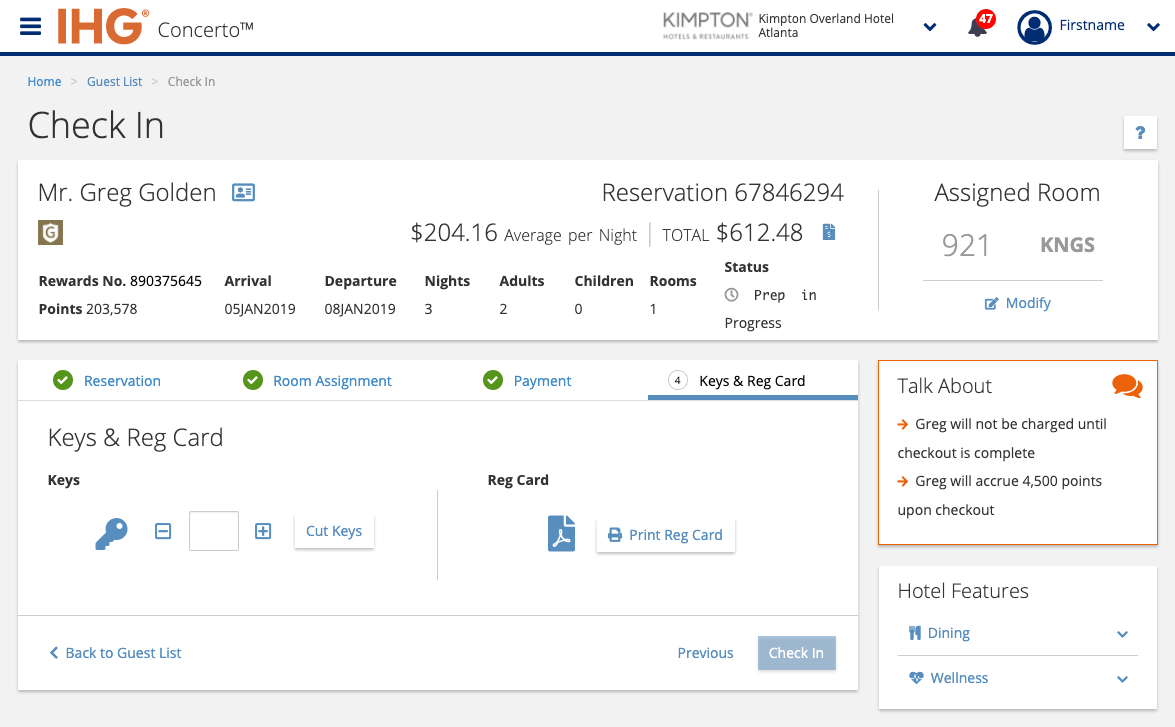 IHG® Concerto™
KIMPTON®
HOTELS & RESTAURANTS
Kimpton Overland Hotel
Atlanta
47
Firstname
Home > Guest List > Check In
Check In
?
Mr. Greg Golden
G
Reservation 67846294
$204.16 Average per Night TOTAL $612.48
$
Rewards No. 890375645
Points 203,578
Arrival
05JAN2019
Departure
08JAN2019
Nights
3
Adults
2
Children
0
Rooms
1
Status
Prep in
Progress
Assigned Room
921 KNGS
Modify
Reservation
Room Assignment
Payment
4 Keys & Reg Card
Keys & Reg Card
Keys
Cut Keys
Reg Card
Print Reg Card
Back to Guest List
Previous
Check In
Talk About
Greg will not be charged until
checkout is complete
Greg will accrue 4,500 points
upon checkout
Hotel Features
Dining
Wellness